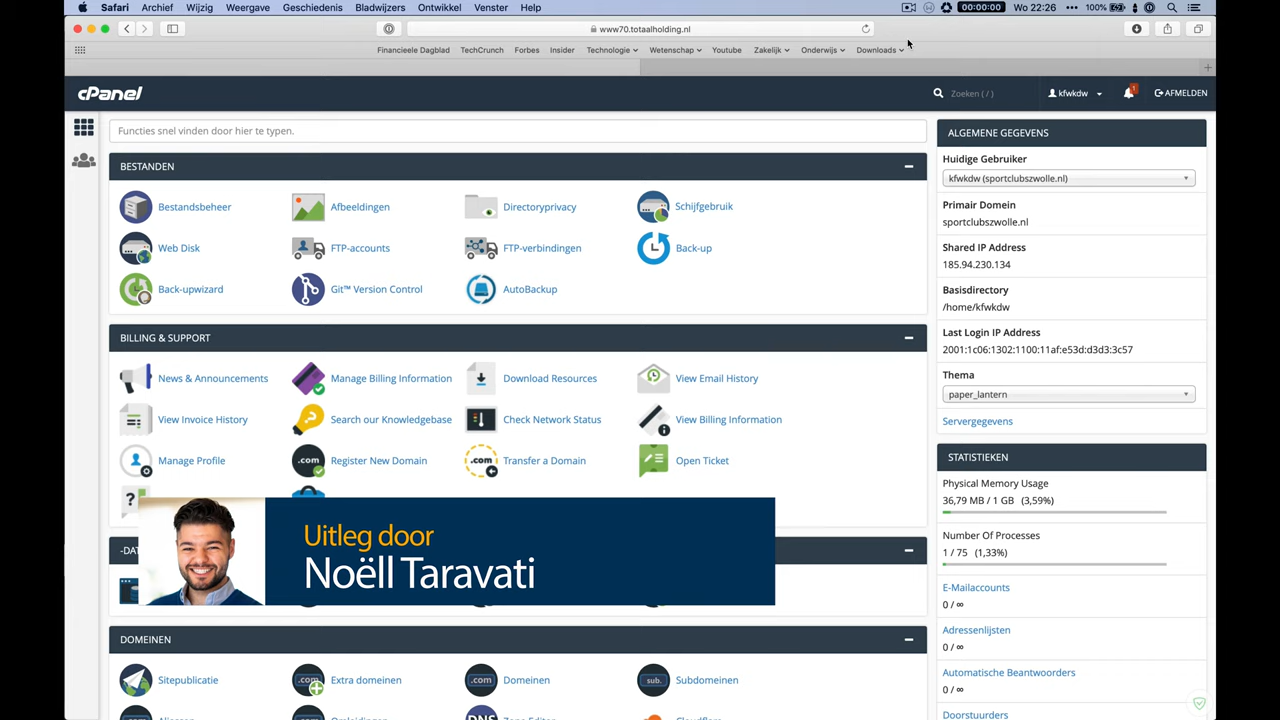 Safari Archief Wijzig Weergave Geschiedenis Bladwijzers Ontwikkel Venster Help
00:00:00 Wo 22:26 100%
www70.totaalholding.nl
Financieele Dagblad TechCrunch Forbes Insider Technologie Wetenschap Youtube Zakelijk Onderwijs Downloads
cPanel
Zoeken ( / )
kfwkdw
1
AFMELDEN
Functies snel vinden door hier te typen.
BESTANDEN
Bestandsbeheer Afbeeldingen Directoryprivacy Schijfgebruik
Web Disk FTP-accounts FTP-verbindingen Back-up
Back-upwizard Git™ Version Control AutoBackup
BILLING & SUPPORT
News & Announcements Manage Billing Information Download Resources View Email History
View Invoice History Search our Knowledgebase Check Network Status View Billing Information
Manage Profile Register New Domain Transfer a Domain Open Ticket
Uitleg door
Noëll Taravati
DOMEINEN
Sitepublicatie Extra domeinen Domeinen Subdomeinen
ALGEMENE GEGEVENS
Huidige Gebruiker
kfwkdw (sportclubszwolle.nl)
Primair Domein
sportclubszwolle.nl
Shared IP Address
185.94.230.134
Basisdirectory
/home/kfwkdw
Last Login IP Address
2001:1c06:1302:1100:11af:e53d:d3d3:3c57
Thema
paper_lantern
Servergegevens
STATISTIEKEN
Physical Memory Usage
36,79 MB / 1 GB (3,59%)
Number Of Processes
1 / 75 (1,33%)
E-Mailaccounts
0 / ∞
Adressenlijsten
0 / ∞
Automatische Beantwoorders
0 / ∞
Doorstuurders